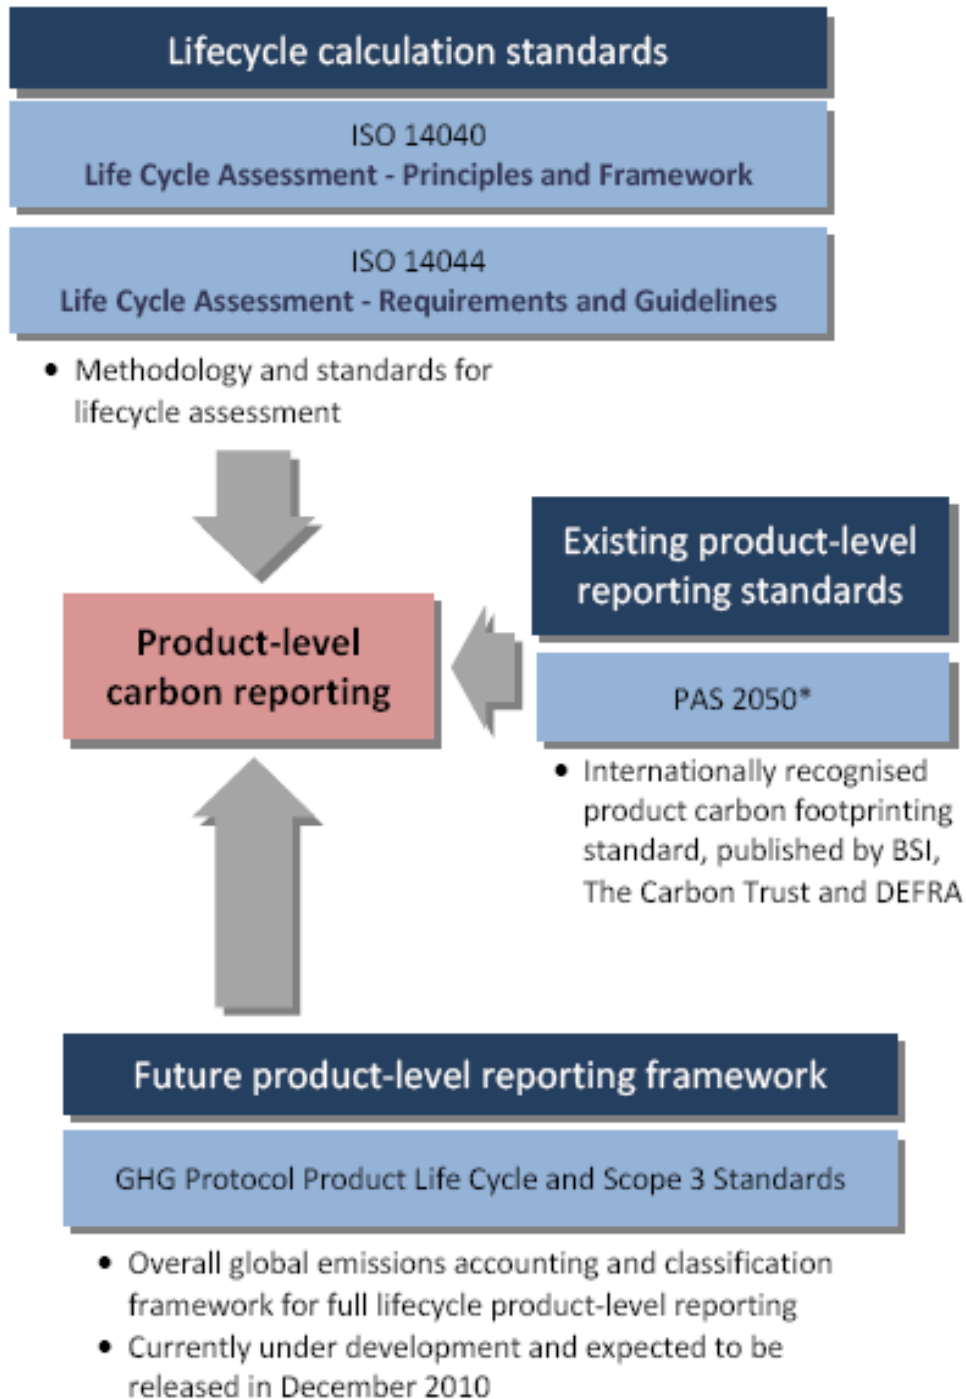 Lifecycle calculation standards
ISO 14040
Life Cycle Assessment - Principles and Framework
ISO 14044
Life Cycle Assessment - Requirements and Guidelines
• Methodology and standards for
lifecycle assessment
Existing product-level
reporting standards
Product-level
carbon reporting
PAS 2050*
• Internationally recognised
product carbon footprinting
standard, published by BSI,
The Carbon Trust and DEFRA
Future product-level reporting framework
GHG Protocol Product Life Cycle and Scope 3 Standards
• Overall global emissions accounting and classification
framework for full lifecycle product-level reporting
• Currently under development and expected to be
released in December 2010